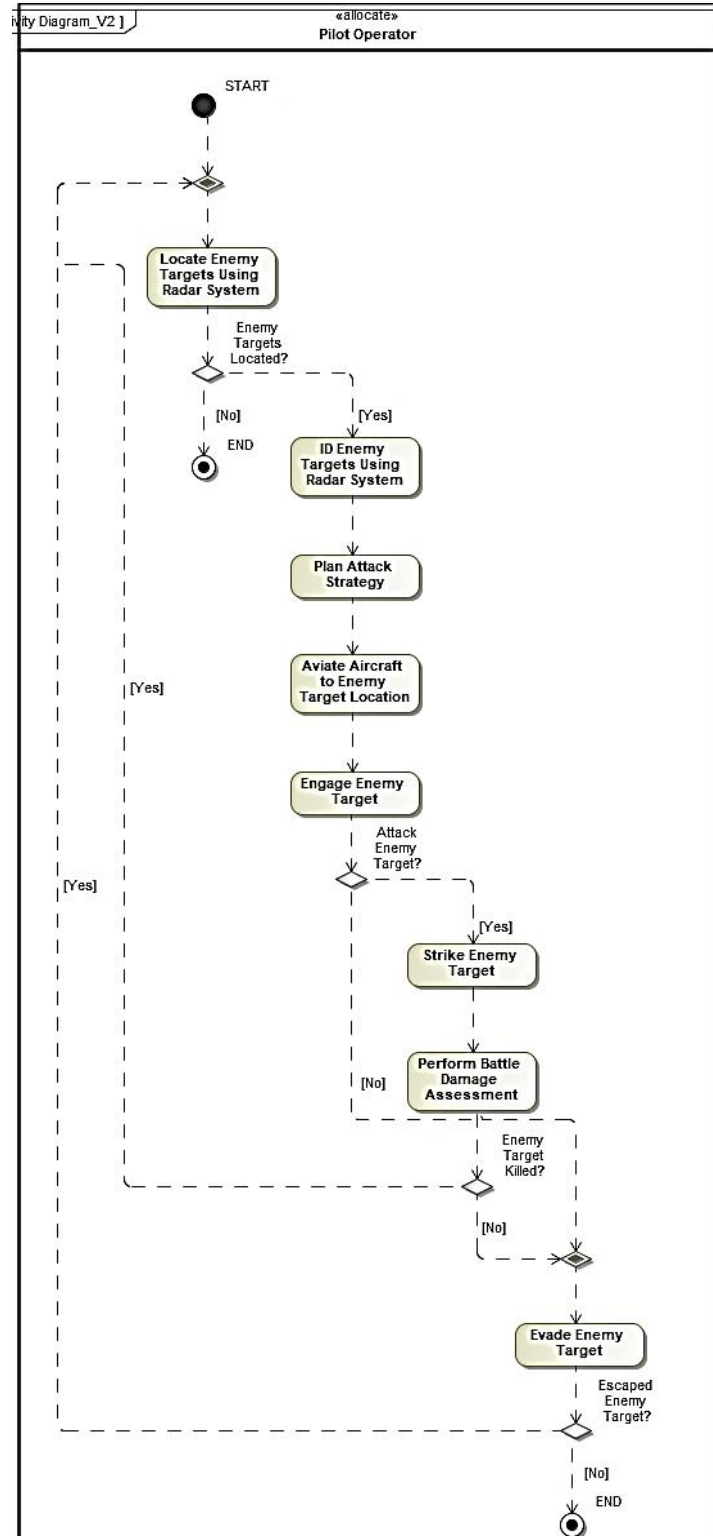 ivity Diagram_V2 ]
«allocate»
Pilot Operator
START
Locate Enemy
Targets Using
Radar System
Enemy
Targets
Located?
[No]
[Yes]
END
ID Enemy
Targets Using
Radar System
Plan Attack
Strategy
Aviate Aircraft
to Enemy
Target Location
[Yes]
Engage Enemy
Target
Attack
Enemy
Target?
[Yes]
[Yes]
Strike Enemy
Target
Perform Battle
Damage
Assessment
[No]
Enemy
Target
Killed?
[No]
Evade Enemy
Target
Escaped
Enemy
Target?
[No]
END